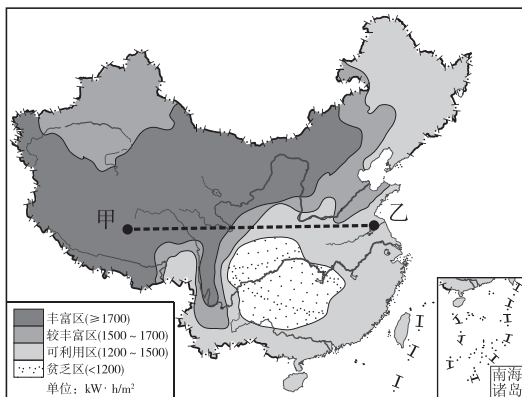 甲
乙
丰富区(≥1700)
较丰富区(1500~1700)
可利用区(1200~1500)
贫乏区(<1200)
单位：kW·h/m²
南海
诸岛